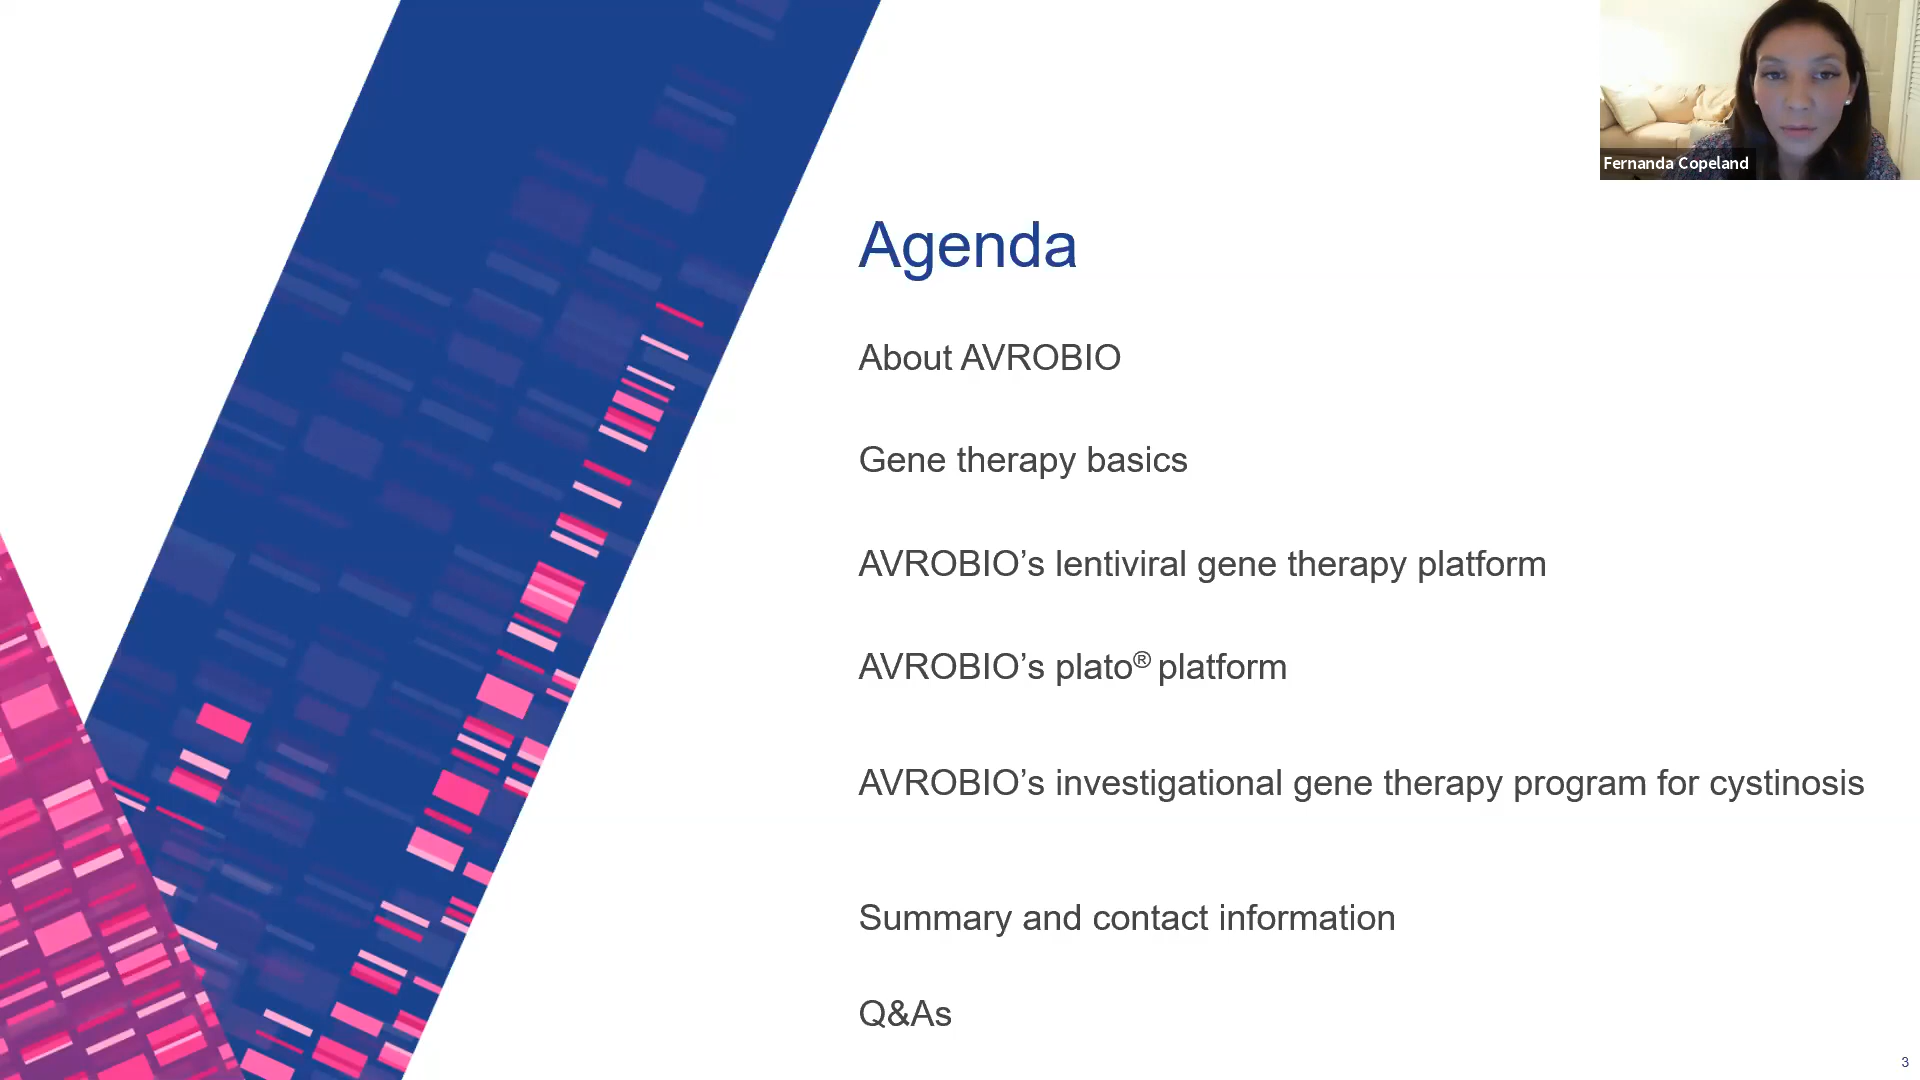 Fernanda Copeland
Agenda
About AVROBIO
Gene therapy basics
AVROBIO’s lentiviral gene therapy platform
AVROBIO’s plato® platform
AVROBIO’s investigational gene therapy program for cystinosis
Summary and contact information
Q&As
3